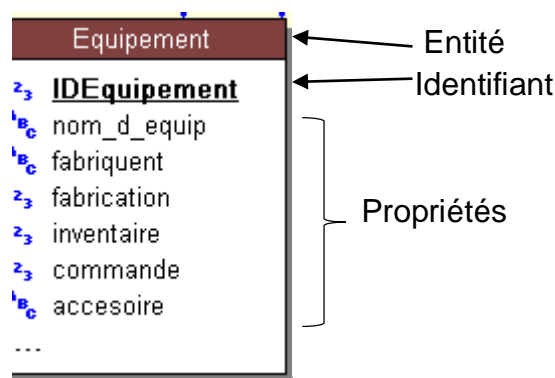 Equipement
Entité
IDEquipement
Identifiant
nom_d_equip
fabriquent
fabrication
inventaire
commande
accesoire
...
Propriétés